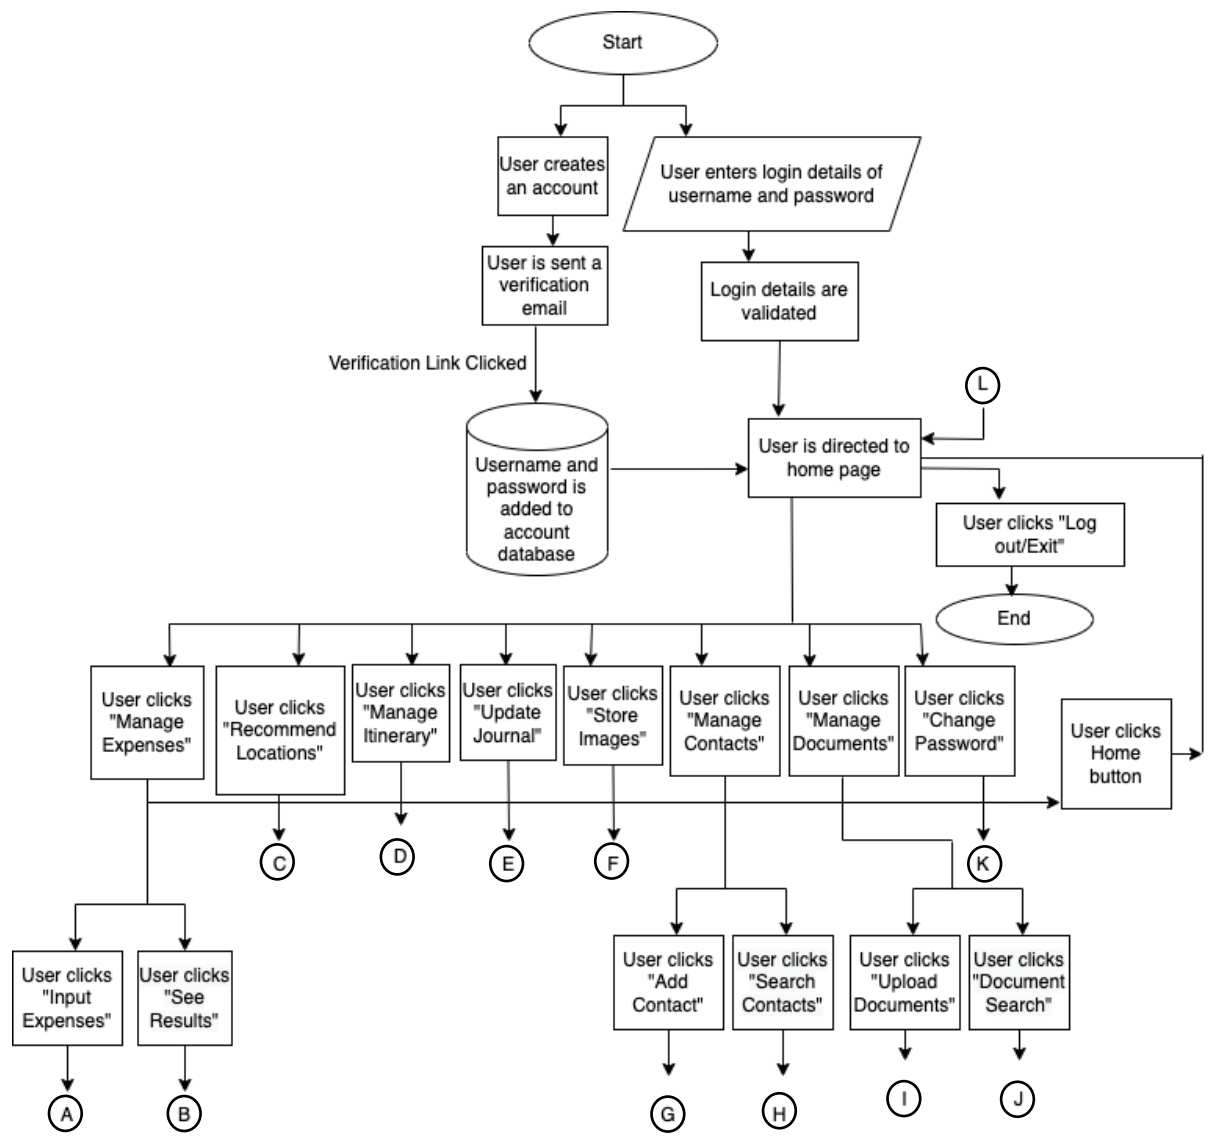 Start
User creates
an account
User enters login details of
username and password
User is sent a
verification
email
Login details are
validated
Verification Link Clicked
L
Username and
password is
added to
account
database
User is directed to
home page
User clicks "Log
out/Exit"
End
User clicks
"Manage
Expenses"
User clicks
"Recommend
Locations"
User clicks
"Manage
Itinerary"
User clicks
"Update
Journal"
User clicks
"Store
Images"
User clicks
"Manage
Contacts"
User clicks
"Manage
Documents"
User clicks
"Change
Password"
User clicks
Home
button
C
D
E
F
K
User clicks
"Input
Expenses"
User clicks
"See
Results"
User clicks
"Add
Contact"
User clicks
"Search
Contacts"
User clicks
"Upload
Documents"
User clicks
"Document
Search"
A
B
G
H
I
J